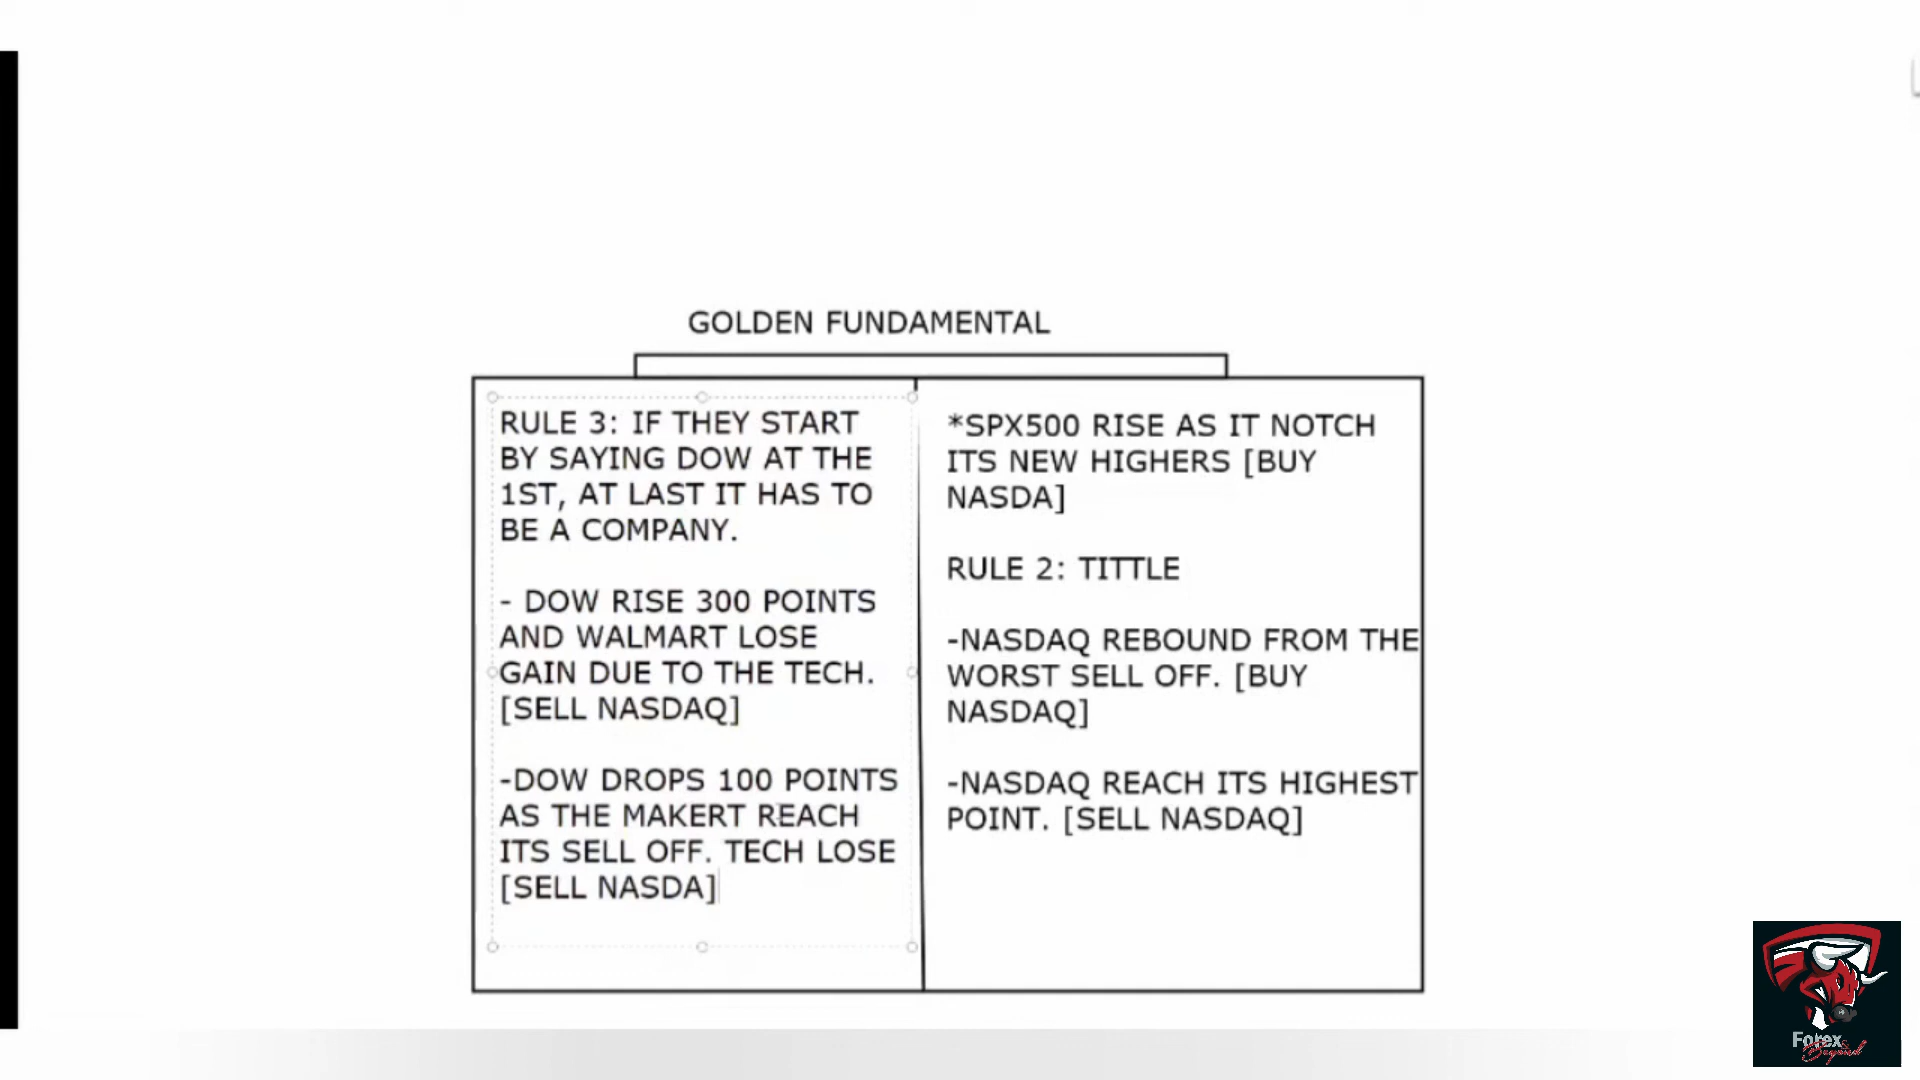 GOLDEN FUNDAMENTAL
RULE 3: IF THEY START
BY SAYING DOW AT THE
1ST, AT LAST IT HAS TO
BE A COMPANY.
- DOW RISE 300 POINTS
AND WALMART LOSE
GAIN DUE TO THE TECH.
[SELL NASDAQ]
-DOW DROPS 100 POINTS
AS THE MAKERT REACH
ITS SELL OFF. TECH LOSE
[SELL NASDA]
*SPX500 RISE AS IT NOTCH
ITS NEW HIGHERS [BUY
NASDA]
RULE 2: TITTLE
-NASDAQ REBOUND FROM THE
WORST SELL OFF. [BUY
NASDAQ]
-NASDAQ REACH ITS HIGHEST
POINT. [SELL NASDAQ]
Forex
Beyond